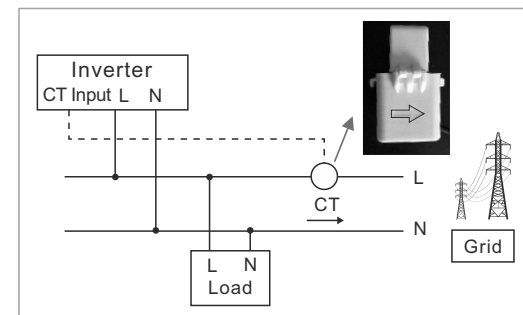 Inverter
CT Input L N
L
CT
N
L N
Load
Grid